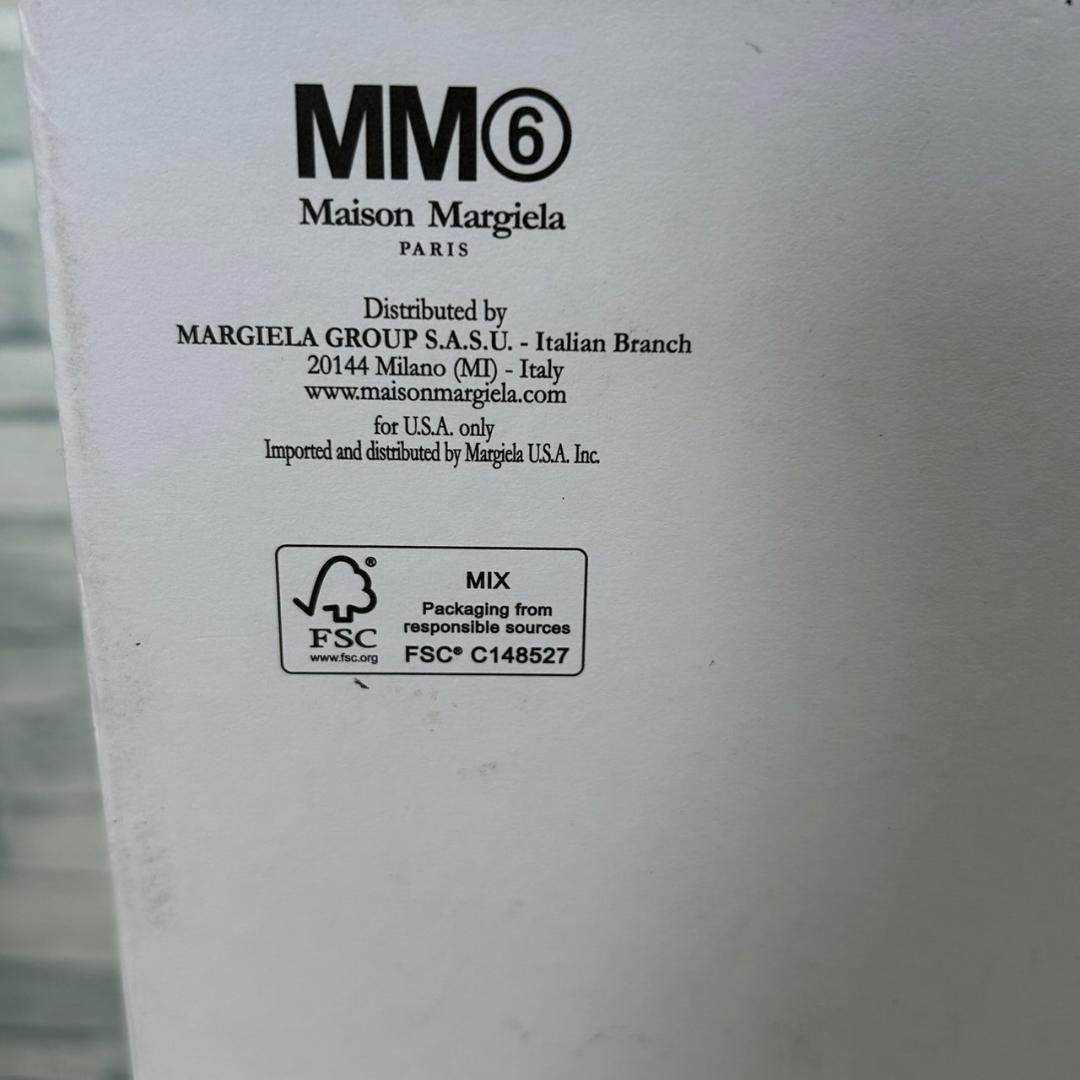 MM⑥
Maison Margiela
PARIS
Distributed by
MARGIELA GROUP S.A.S.U. - Italian Branch
20144 Milano (MI) - Italy
www.maisonmargiela.com
for U.S.A. only
Imported and distributed by Margiela U.S.A. Inc.
®
FSC
www.fsc.org
MIX
Packaging from
responsible sources
FSC® C148527